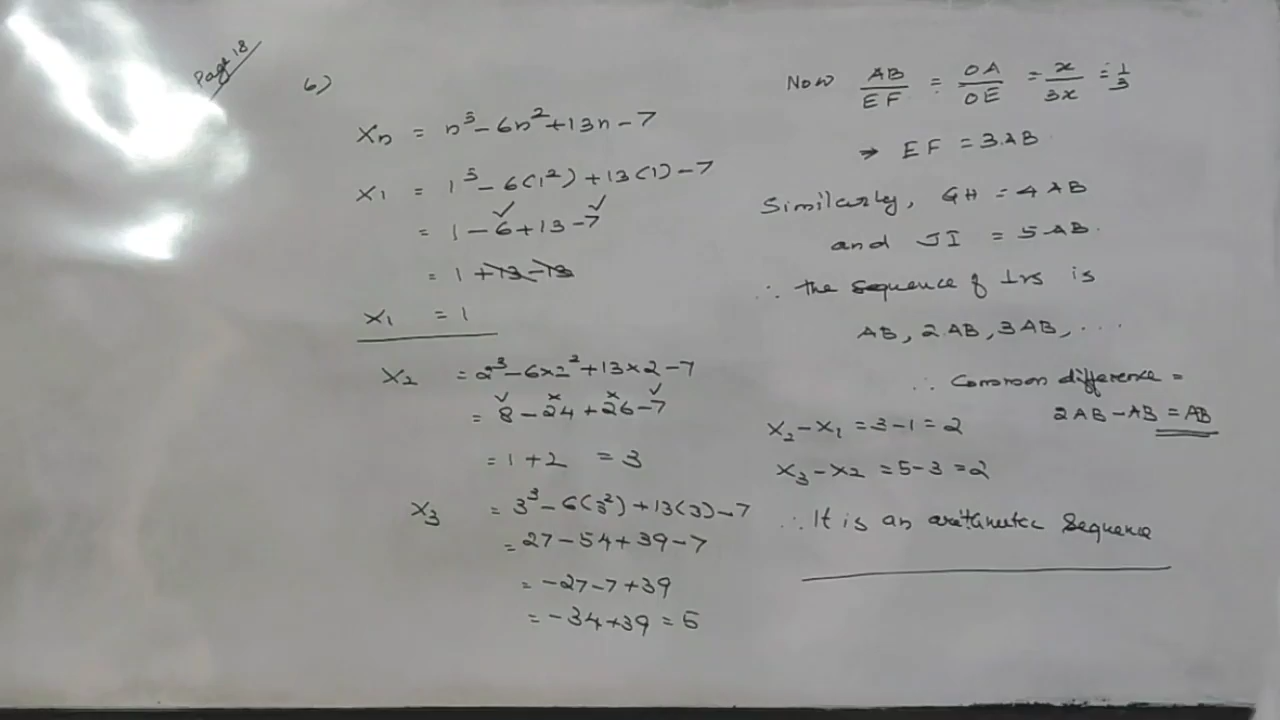 Page 18
6)
Xn = n³ - 6n² + 13n - 7
X1 = 1³ - 6(1²) + 13(1) - 7
= 1 - 6 + 13 - 7
= 1 + 13 - 13
X1 = 1
X2 = 2³ - 6×2² + 13×2 - 7
= 8 - 24 + 26 - 7
= 1 + 2 = 3
X3 = 3³ - 6(3²) + 13(3) - 7
= 27 - 54 + 39 - 7
= -27 - 7 + 39
= -34 + 39 = 5
Now AB/EF = OA/OE = x/3x = 1/3
→ EF = 3AB
Similarly, GH = 4AB
and JI = 5AB.
∴ the sequence of ⊥rs is
AB, 2AB, 3AB, ...
∴ Common difference =
2AB - AB = AB
X2 - X1 = 3 - 1 = 2
X3 - X2 = 5 - 3 = 2
∴ It is an arithmetic sequence